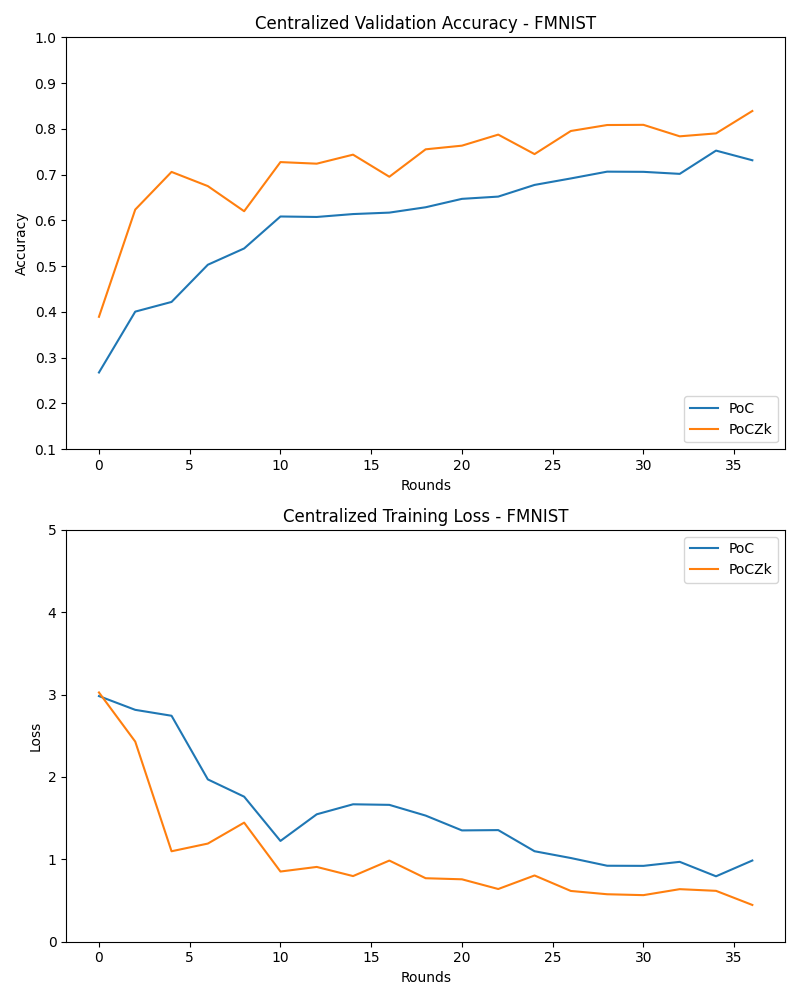 Centralized Validation Accuracy - FMNIST
1.0
0.9
0.8
0.7
0.6
0.5
0.4
0.3
0.2
0.1
Accuracy
PoC
PoCZk
0 5 10 15 20 25 30 35
Rounds
Centralized Training Loss - FMNIST
5
4
3
2
1
0
Loss
PoC
PoCZk
0 5 10 15 20 25 30 35
Rounds